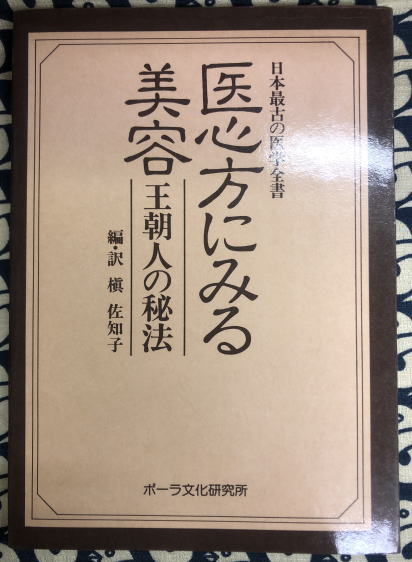 日本最古の医学全書
医心方にみる
美容
王朝人の秘法
編・訳 槇 佐知子
ポーラ文化研究所